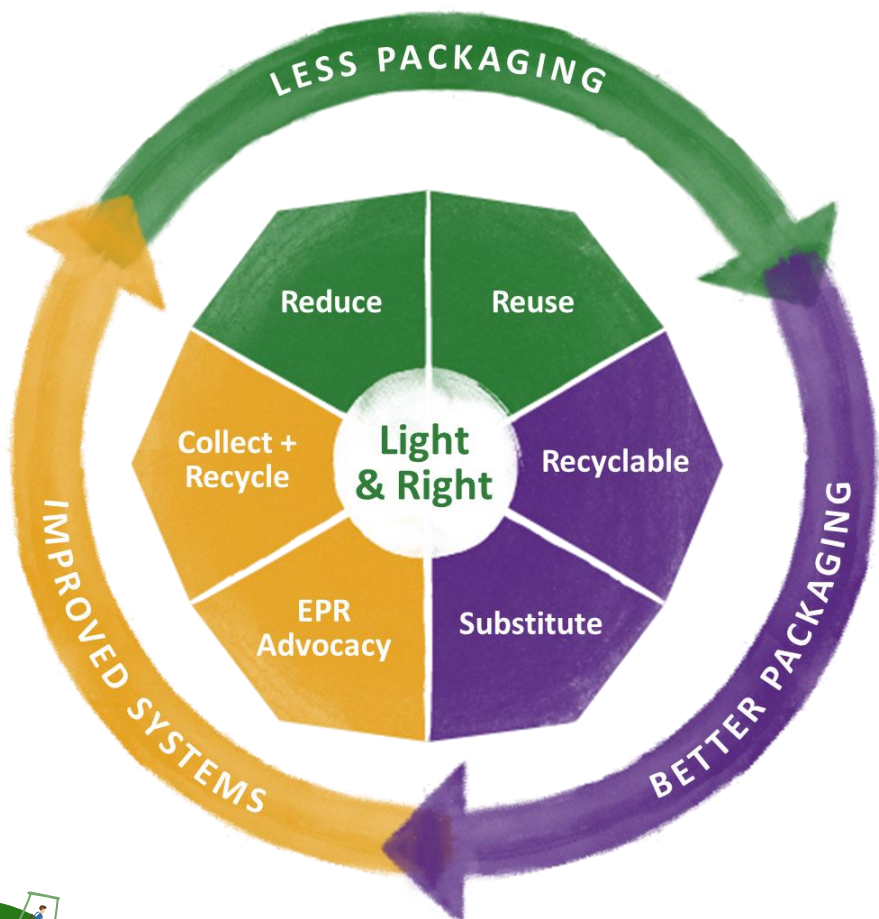 LESS PACKAGING
Reduce
Reuse
Collect +
Recycle
Light
& Right
Recyclable
EPR
Advocacy
Substitute
IMPROVED SYSTEMS
BETTER PACKAGING